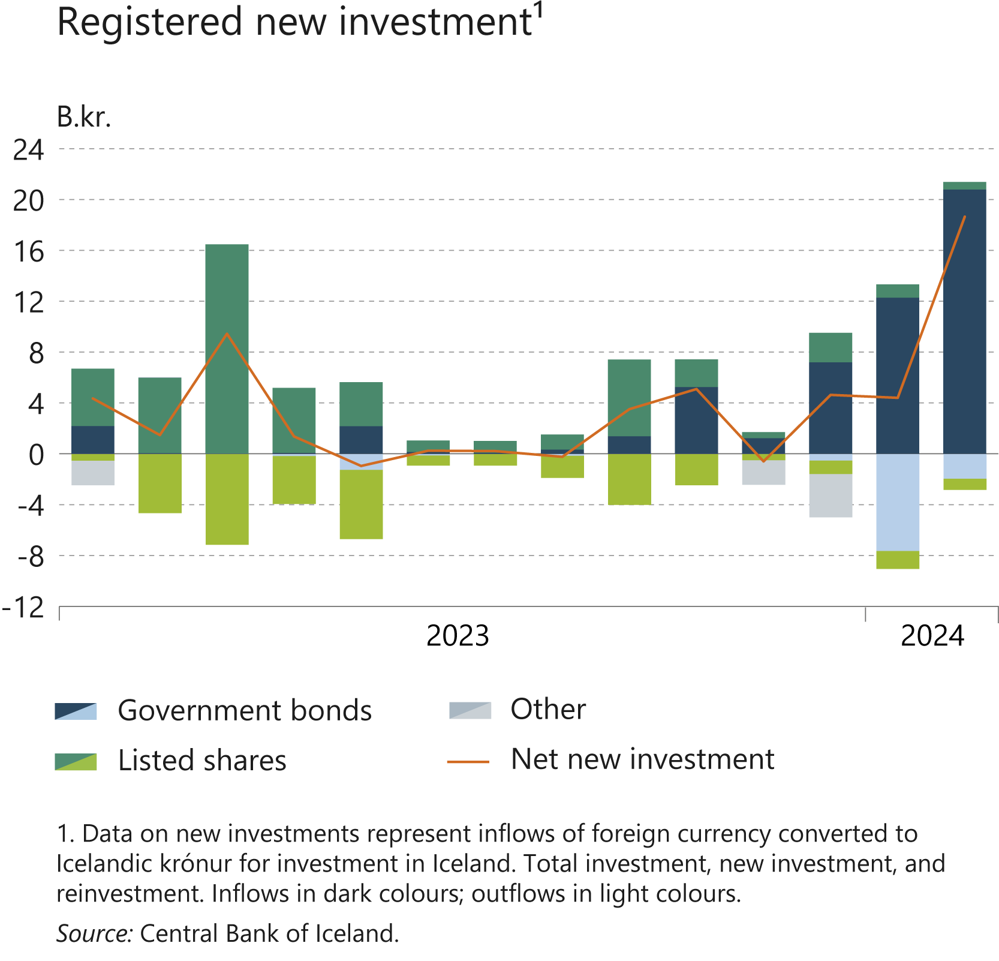 Registered new investment¹
B.kr.
24
20
16
12
8
4
0
-4
-8
-12
2023
2024
Government bonds
Other
Listed shares
Net new investment
1. Data on new investments represent inflows of foreign currency converted to
Icelandic krónur for investment in Iceland. Total investment, new investment, and
reinvestment. Inflows in dark colours; outflows in light colours.
Source: Central Bank of Iceland.